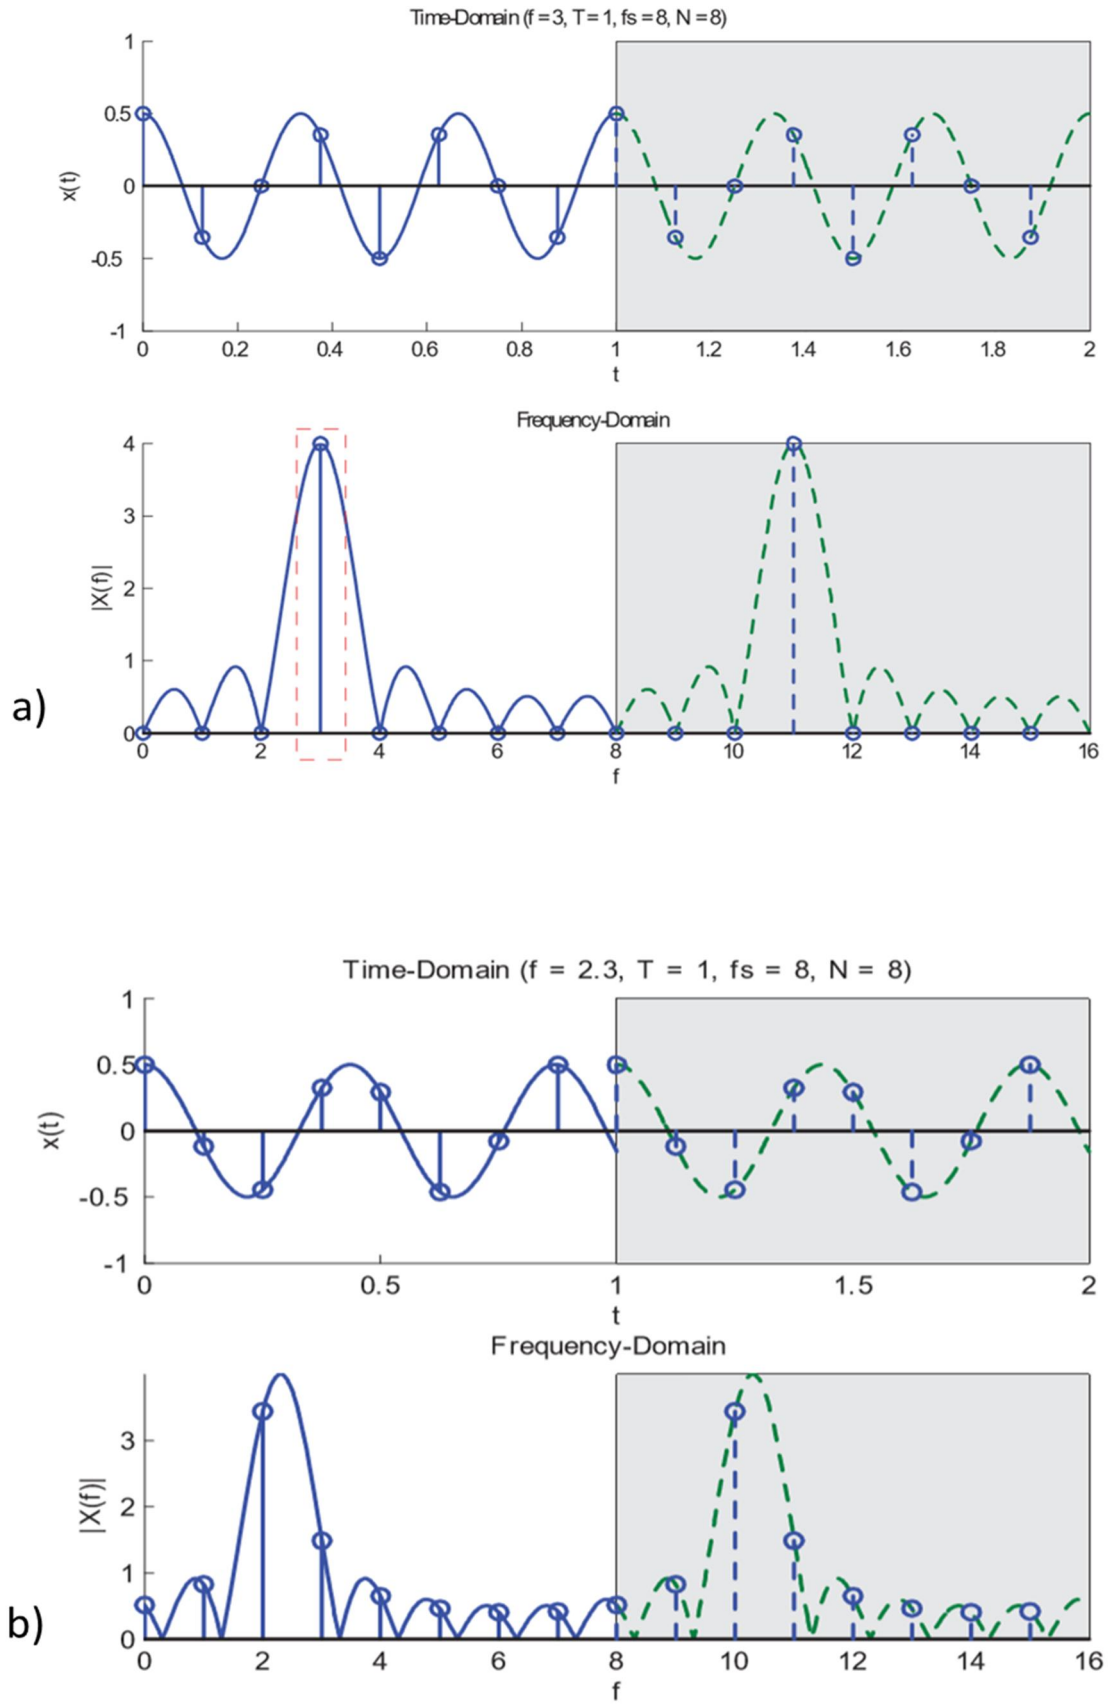 Time-Domain (f = 3, T = 1, fs = 8, N = 8)
1
0.5
0
-0.5
-1
x(t)
0 0.2 0.4 0.6 0.8 1 1.2 1.4 1.6 1.8 2
t
Frequency-Domain
4
3
2
1
0
|X(f)|
a)
0 2 4 6 8 10 12 14 16
f
Time-Domain (f = 2.3, T = 1, fs = 8, N = 8)
1
0.5
0
-0.5
-1
x(t)
0 0.5 1 1.5 2
t
Frequency-Domain
3
2
1
0
|X(f)|
b)
0 2 4 6 8 10 12 14 16
f